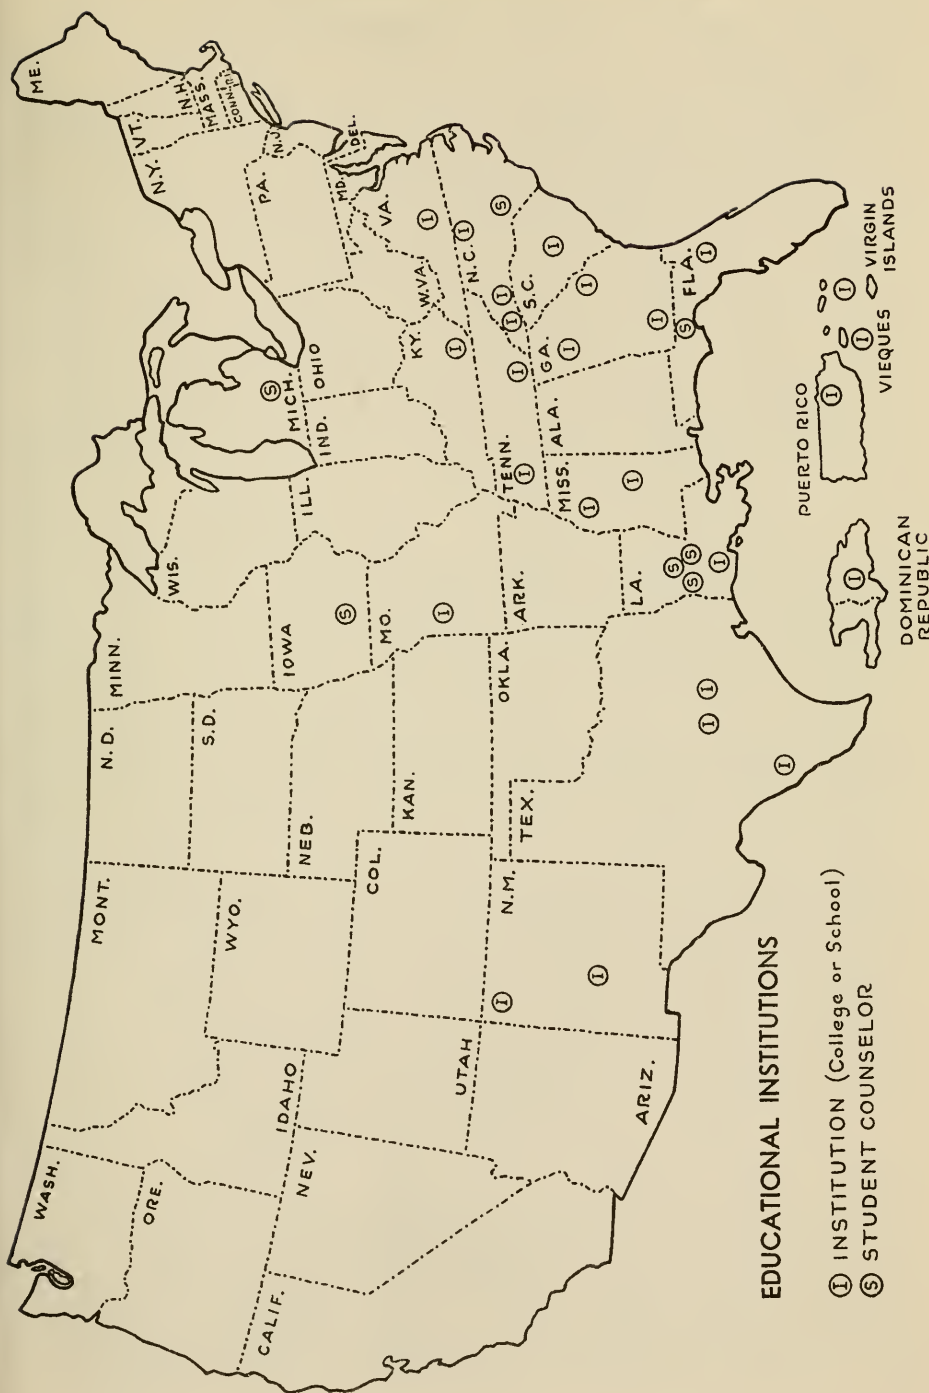 WASH.
ORE.
CALIF.
NEV.
IDAHO
MONT.
WYO.
UTAH
ARIZ.
COL.
N.M.
Ⓘ
Ⓘ
N.D.
S.D.
NEB.
KAN.
OKLA.
TEX.
Ⓘ
Ⓘ
Ⓘ
MINN.
IOWA
Ⓢ
MO.
Ⓘ
ARK.
LA.
Ⓢ
Ⓢ
Ⓢ
Ⓘ
WIS.
ILL.
MICH.
Ⓢ
IND.
OHIO
KY.
Ⓘ
TENN.
Ⓘ
Ⓘ
MISS.
Ⓘ
Ⓘ
ALA.
GA.
Ⓘ
Ⓘ
Ⓘ
FLA.
Ⓢ
Ⓘ
S.C.
Ⓘ
N.C.
Ⓘ
Ⓘ
Ⓘ
Ⓢ
W.VA.
VA.
Ⓘ
MD.
DEL.
PA.
N.J.
N.Y.
VT.
N.H.
MASS.
CONN.
ME.
EDUCATIONAL INSTITUTIONS
Ⓘ INSTITUTION (College or School)
Ⓢ STUDENT COUNSELOR
Ⓘ
DOMINICAN
REPUBLIC
PUERTO RICO
Ⓘ
Ⓘ
VIEQUES
Ⓘ
VIRGIN
ISLANDS